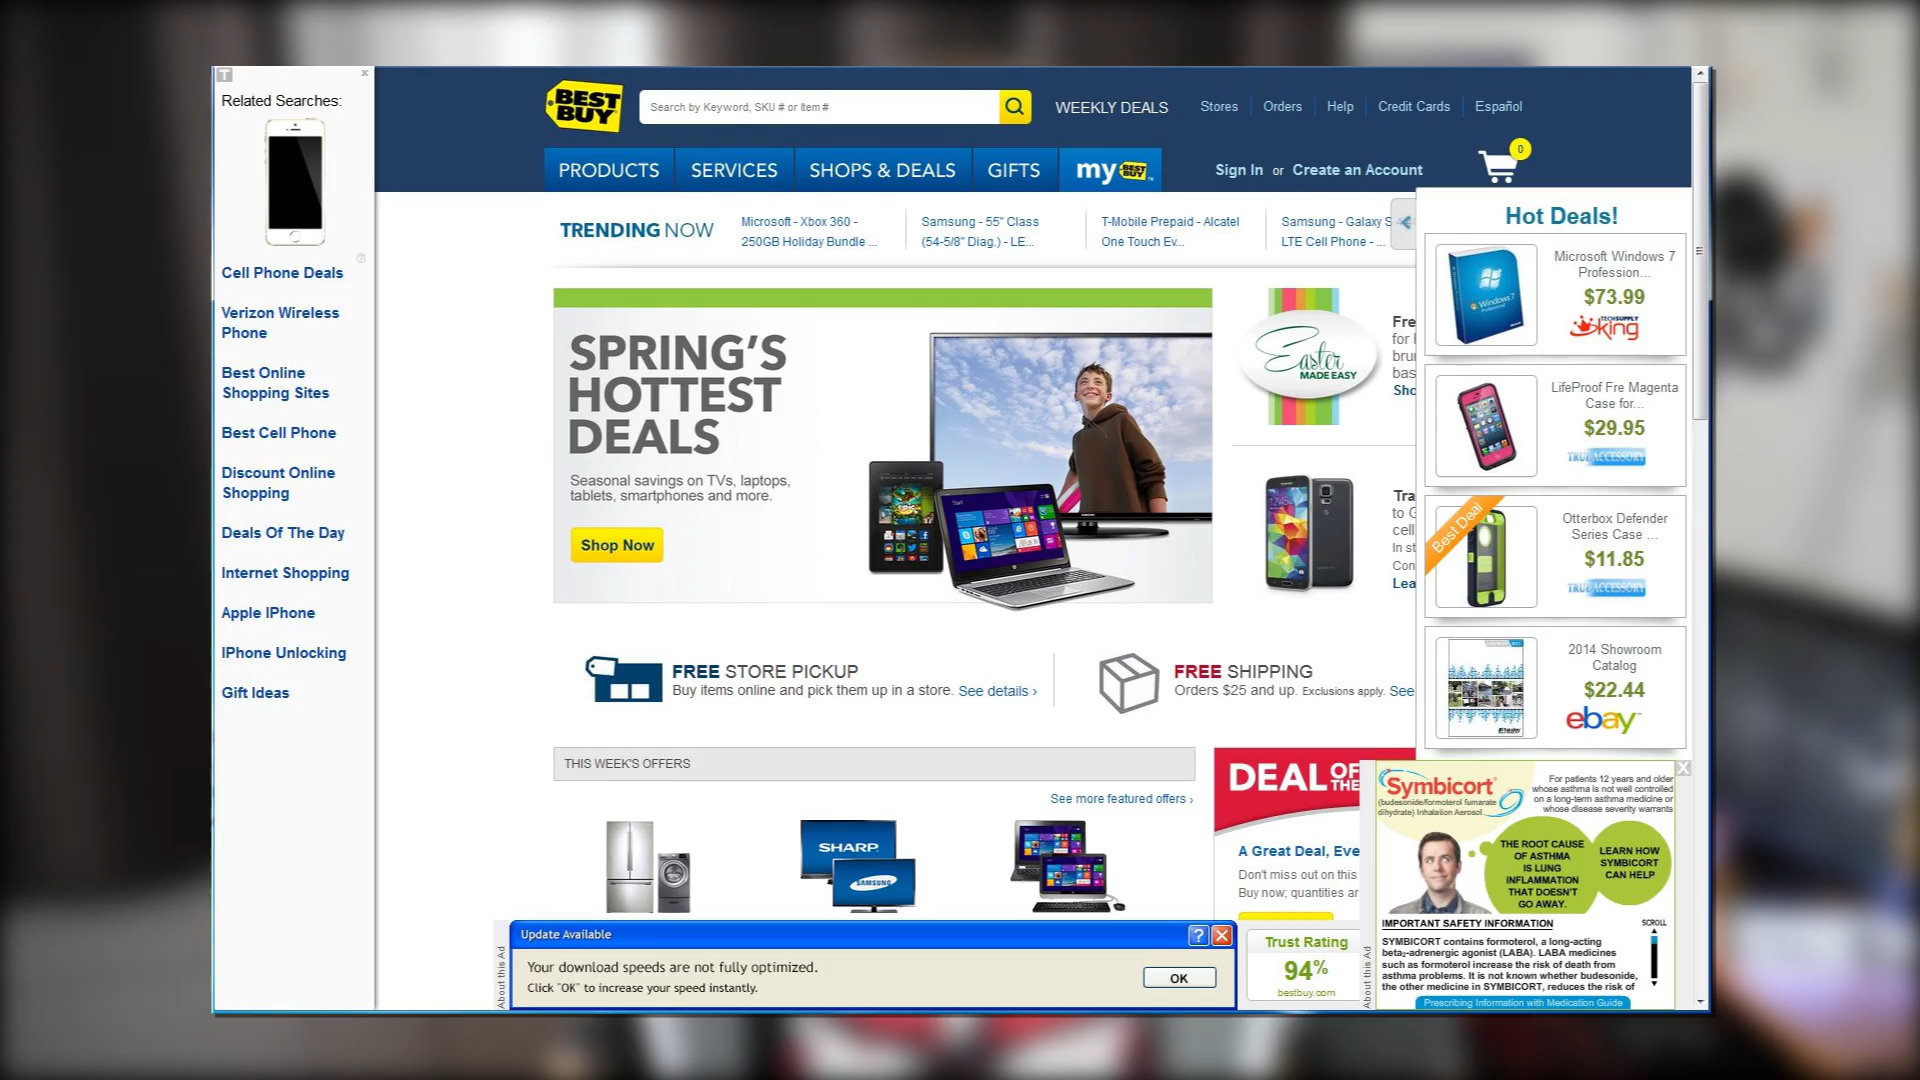 T
x
Related Searches:
Cell Phone Deals
Verizon Wireless
Phone
Best Online
Shopping Sites
Best Cell Phone
Discount Online
Shopping
Deals Of The Day
Internet Shopping
Apple IPhone
IPhone Unlocking
Gift Ideas
BEST
BUY
Search by Keyword, SKU # or Item #
WEEKLY DEALS
Stores
Orders
Help
Credit Cards
Español
PRODUCTS
SERVICES
SHOPS & DEALS
GIFTS
my BEST BUY™
Sign In or Create an Account
0
TRENDING NOW
Microsoft - Xbox 360 -
250GB Holiday Bundle ...
Samsung - 55" Class
(54-5/8" Diag.) - LE...
T-Mobile Prepaid - Alcatel
One Touch Ev...
Samsung - Galaxy S
LTE Cell Phone - ...
SPRING'S
HOTTEST
DEALS
Seasonal savings on TVs, laptops,
tablets, smartphones and more.
Shop Now
Easter
MADE EASY
Fre
for
bru
bas
Sho
Tra
to G
cell
In st
Con
Lea
FREE STORE PICKUP
Buy items online and pick them up in a store. See details ›
FREE SHIPPING
Orders $25 and up. Exclusions apply. See
THIS WEEK'S OFFERS
See more featured offers ›
SHARP
SAMSUNG
DEAL OF
THE
A Great Deal, Eve
Don't miss out on this
Buy now; quantities ar
Hot Deals!
Microsoft Windows 7
Profession...
$73.99
TECHSUPPLY
King
LifeProof Fre Magenta
Case for...
$29.95
TRUE ACCESSORY
Best Deal
Otterbox Defender
Series Case ...
$11.85
TRUE ACCESSORY
2014 Showroom
Catalog
$22.44
ebay™
X
Symbicort®
(budesonide/formoterol fumarate
dihydrate) Inhalation Aerosol
For patients 12 years and older
whose asthma is not well controlled
on a long-term asthma medicine or
whose disease severity warrants
THE ROOT CAUSE
OF ASTHMA
IS LUNG
INFLAMMATION
THAT DOESN'T
GO AWAY.
LEARN HOW
SYMBICORT
CAN HELP
IMPORTANT SAFETY INFORMATION
SCROLL
SYMBICORT contains formoterol, a long-acting
beta₂-adrenergic agonist (LABA). LABA medicines
such as formoterol increase the risk of death from
asthma problems. It is not known whether budesonide,
the other medicine in SYMBICORT, reduces the risk of
Prescribing Information with Medication Guide
About this Ad
Update Available
?
X
Your download speeds are not fully optimized.
Click "OK" to increase your speed instantly.
OK
Trust Rating
94%
bestbuy.com
About this Ad